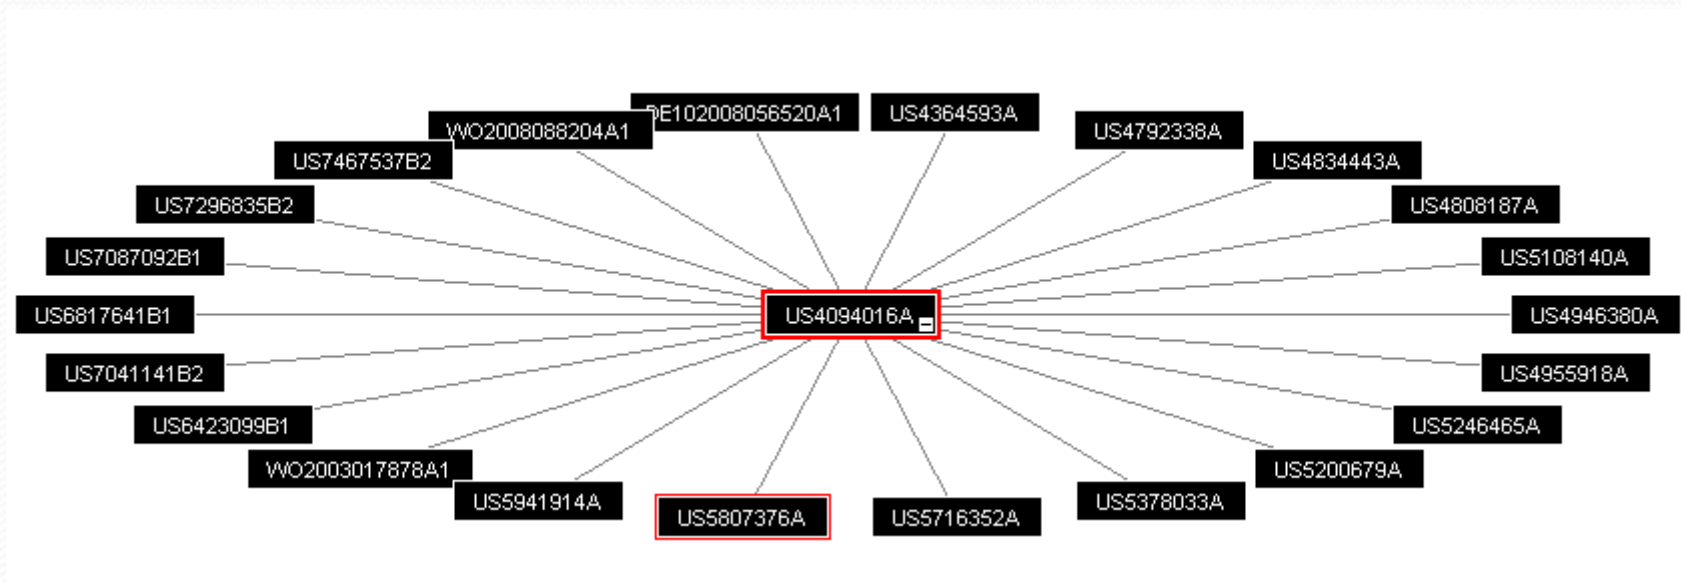 DE102008056520A1
US4364593A
WO2008088204A1
US4792338A
US7467537B2
US4834443A
US7296835B2
US4808187A
US7087092B1
US5108140A
US6817641B1
US4094016A
US4946380A
US7041141B2
US4955918A
US6423099B1
US5246465A
WO2003017878A1
US5200679A
US5941914A
US5378033A
US5807376A
US5716352A